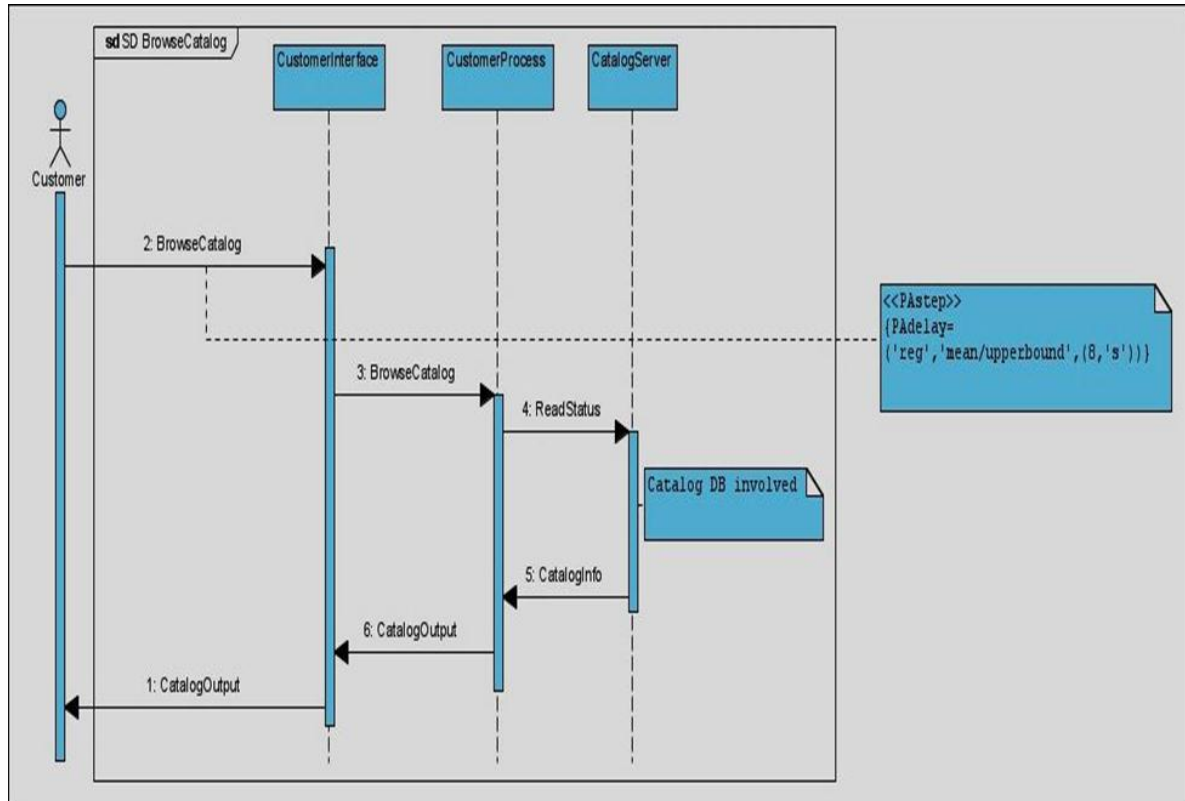 sd SD BrowseCatalog
CustomerInterface
CustomerProcess
CatalogServer
Customer
2: BrowseCatalog
<<PAstep>>
{PAdelay=
('reg','mean/upperbound',(8,'s'))}
3: BrowseCatalog
4: ReadStatus
Catalog DB involved
5: CatalogInfo
6: CatalogOutput
1: CatalogOutput